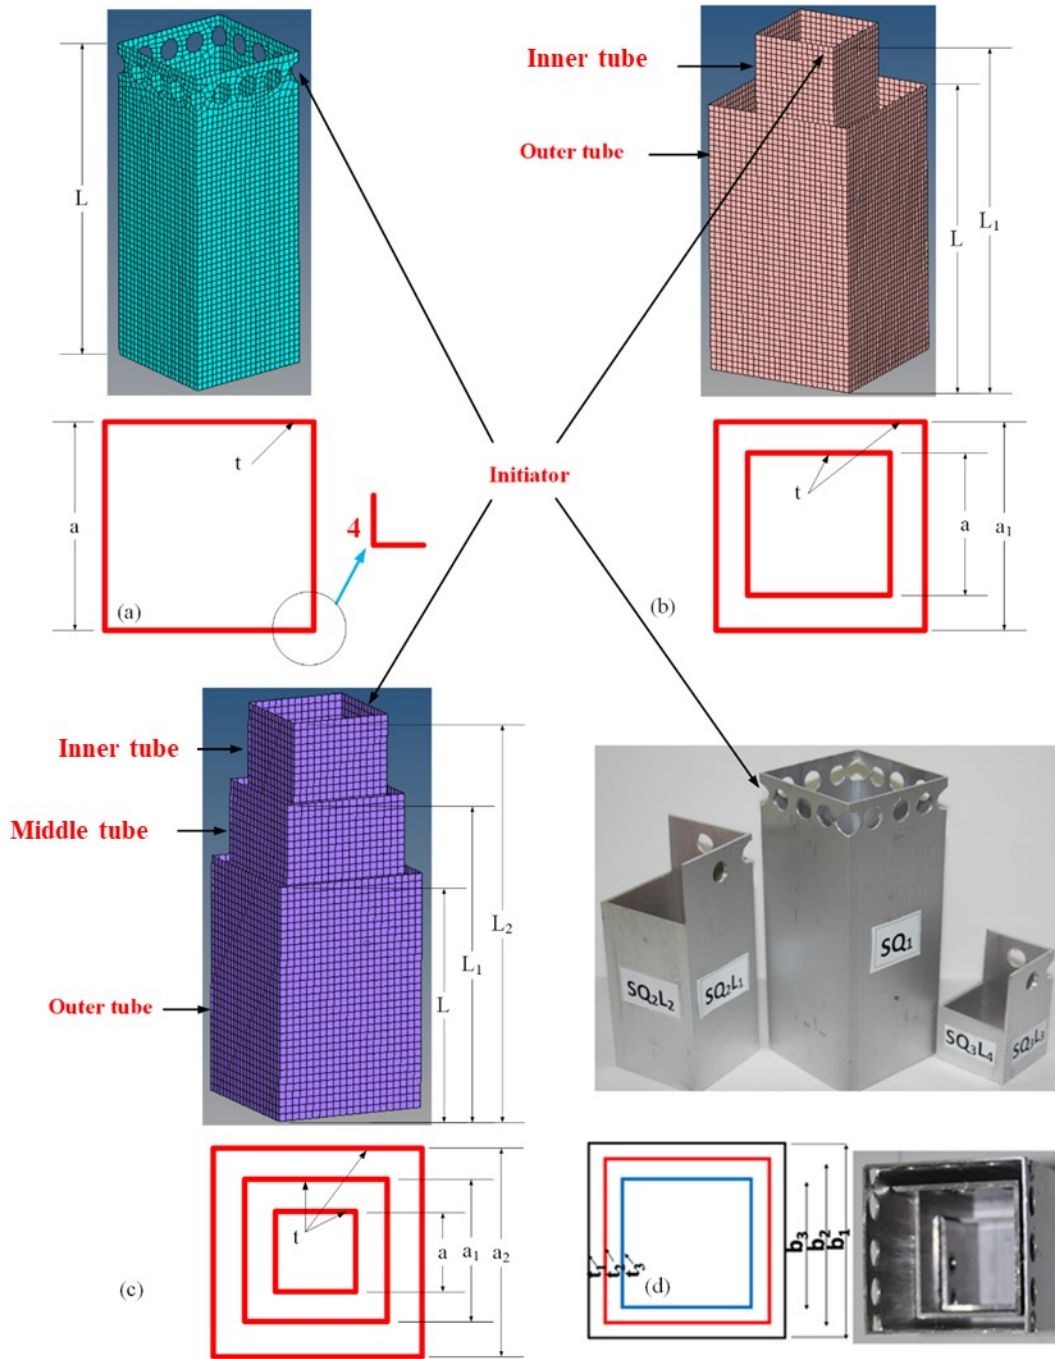 Inner tube
Outer tube
L
L₁
L
Initiator
t
a
4
(a)
t
a
a₁
(b)
Inner tube
Middle tube
Outer tube
L₂
L₁
L
SQ₁
SQ₂L₂
SQ₂L₁
SQ₃L₄
SQ₃L₃
t
a
a₁
a₂
(c)
t₁
t₂
t₃
b₃
b₂
b₁
(d)